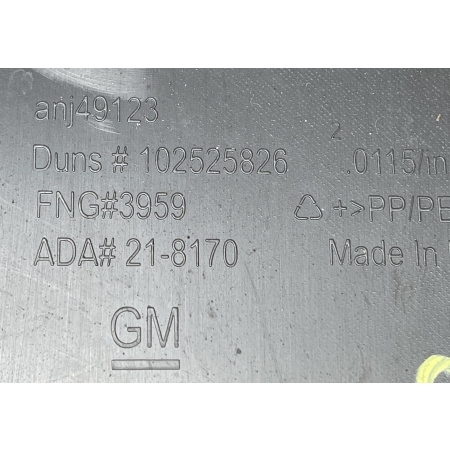 anj49123
Duns # 102525826
FNG#3959
ADA# 21-8170
GM
2
.0115/in
+>PP/PE
Made In